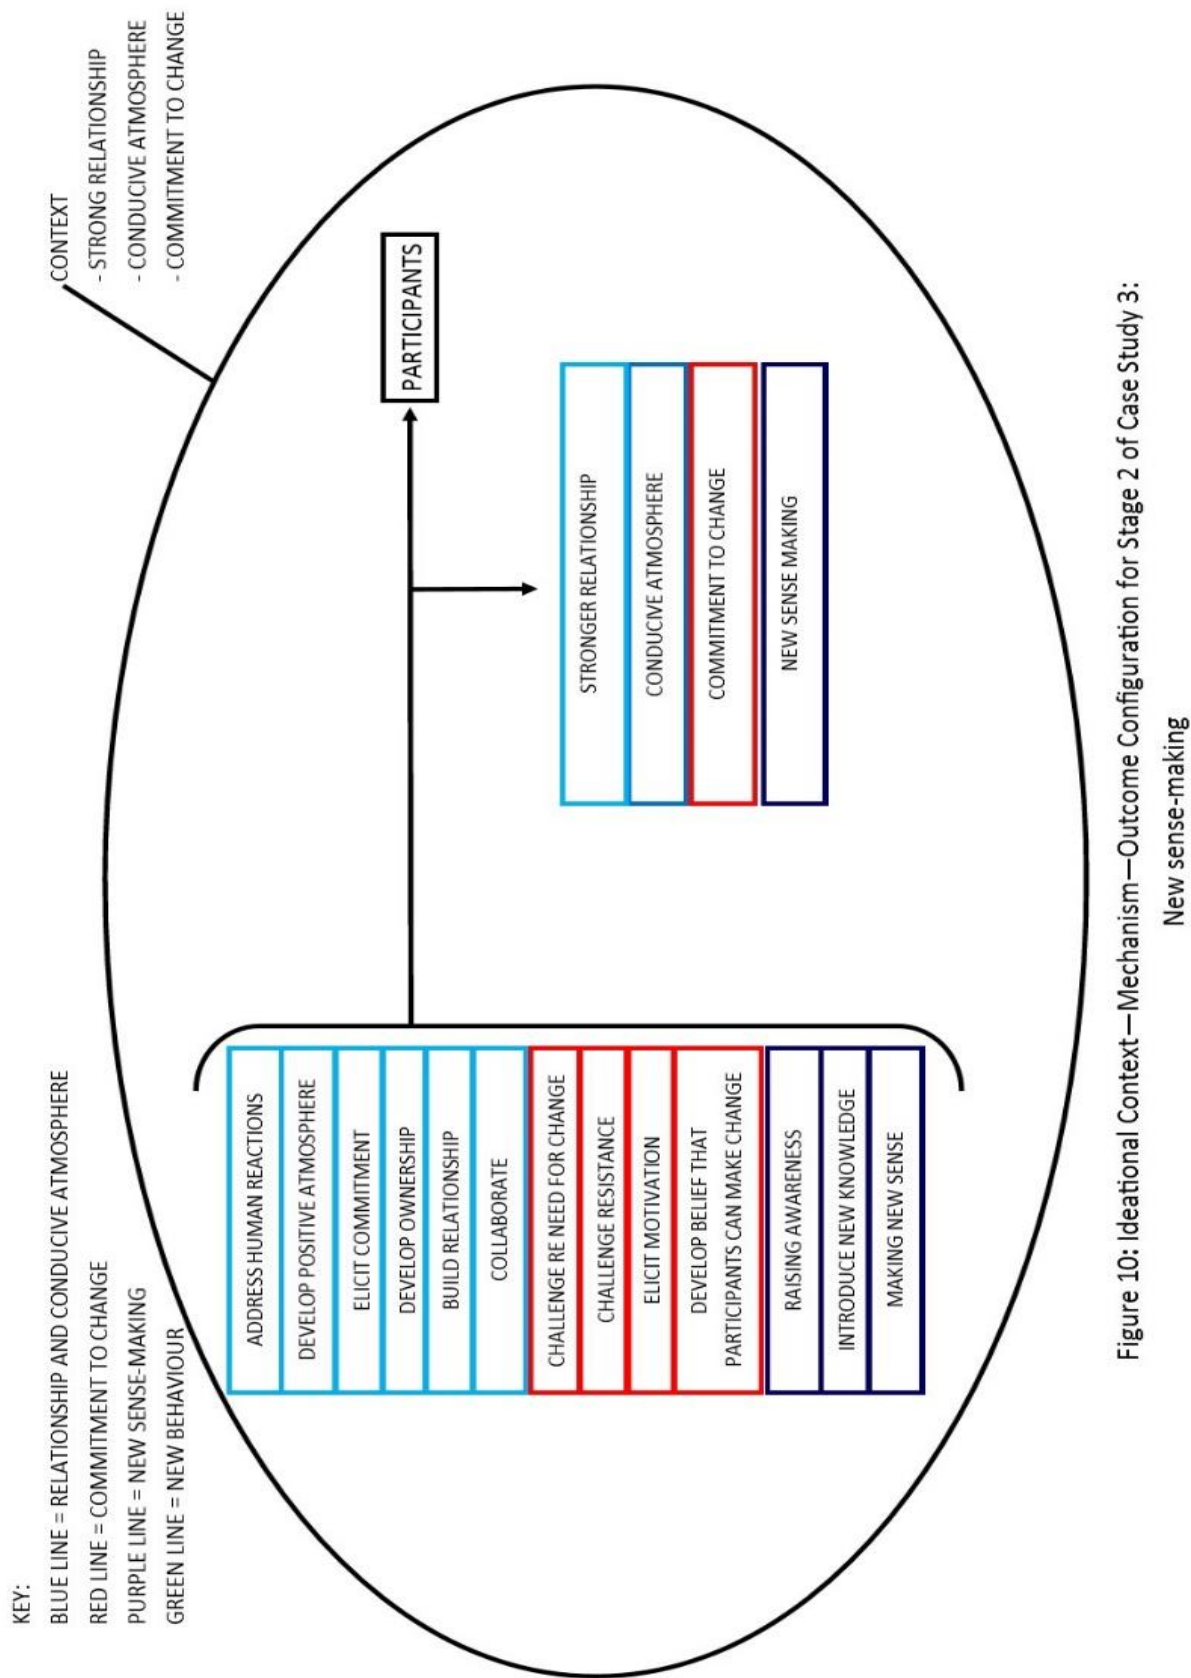 KEY:
BLUE LINE = RELATIONSHIP AND CONDUCIVE ATMOSPHERE
RED LINE = COMMITMENT TO CHANGE
PURPLE LINE = NEW SENSE-MAKING
GREEN LINE = NEW BEHAVIOUR
CONTEXT
- STRONG RELATIONSHIP
- CONDUCIVE ATMOSPHERE
- COMMITMENT TO CHANGE
ADDRESS HUMAN REACTIONS
DEVELOP POSITIVE ATMOSPHERE
ELICIT COMMITMENT
DEVELOP OWNERSHIP
BUILD RELATIONSHIP
COLLABORATE
CHALLENGE RE NEED FOR CHANGE
CHALLENGE RESISTANCE
ELICIT MOTIVATION
DEVELOP BELIEF THAT
PARTICIPANTS CAN MAKE CHANGE
RAISING AWARENESS
INTRODUCE NEW KNOWLEDGE
MAKING NEW SENSE
PARTICIPANTS
STRONGER RELATIONSHIP
CONDUCIVE ATMOSPHERE
COMMITMENT TO CHANGE
NEW SENSE MAKING
Figure 10: Ideational Context—Mechanism—Outcome Configuration for Stage 2 of Case Study 3:
New sense-making